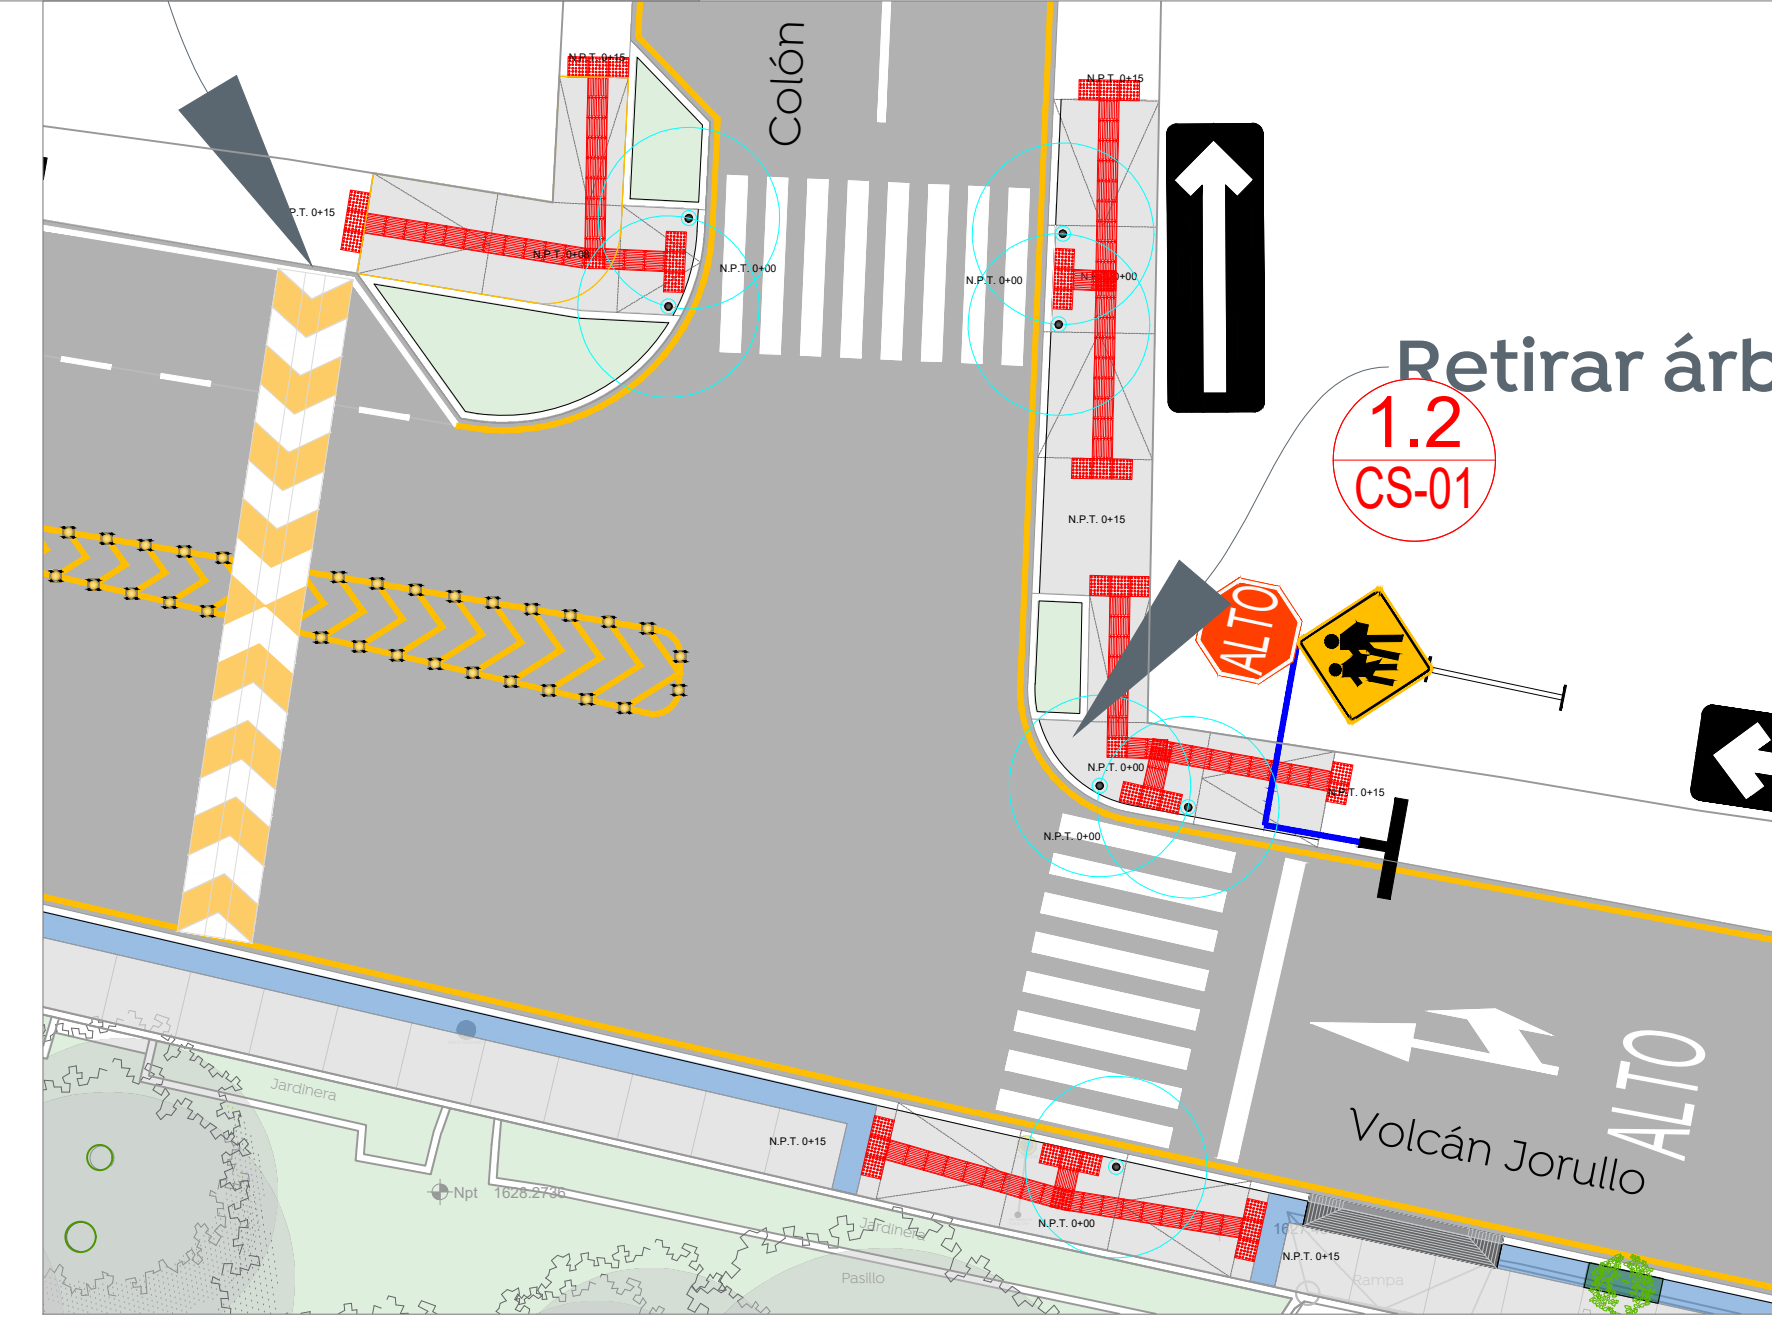 N.P.T. 0+15
Colón
N.P.T. 0+15
P.T. 0+15
N.P.T. 0+08
N.P.T. 0+00
N.P.T. 0+00
0+00
Retirar árb
1.2
CS-01
N.P.T. 0+15
ALTO
N.P.T. 0+00
P.T. 0+15
N.P.T. 0+00
ALTO
Volcán Jorullo
Jardinera
N.P.T. 0+15
Npt 1628.2736
Jardinera
N.P.T. 0+00
N.P.T. 0+15
Pasillo
Rampa